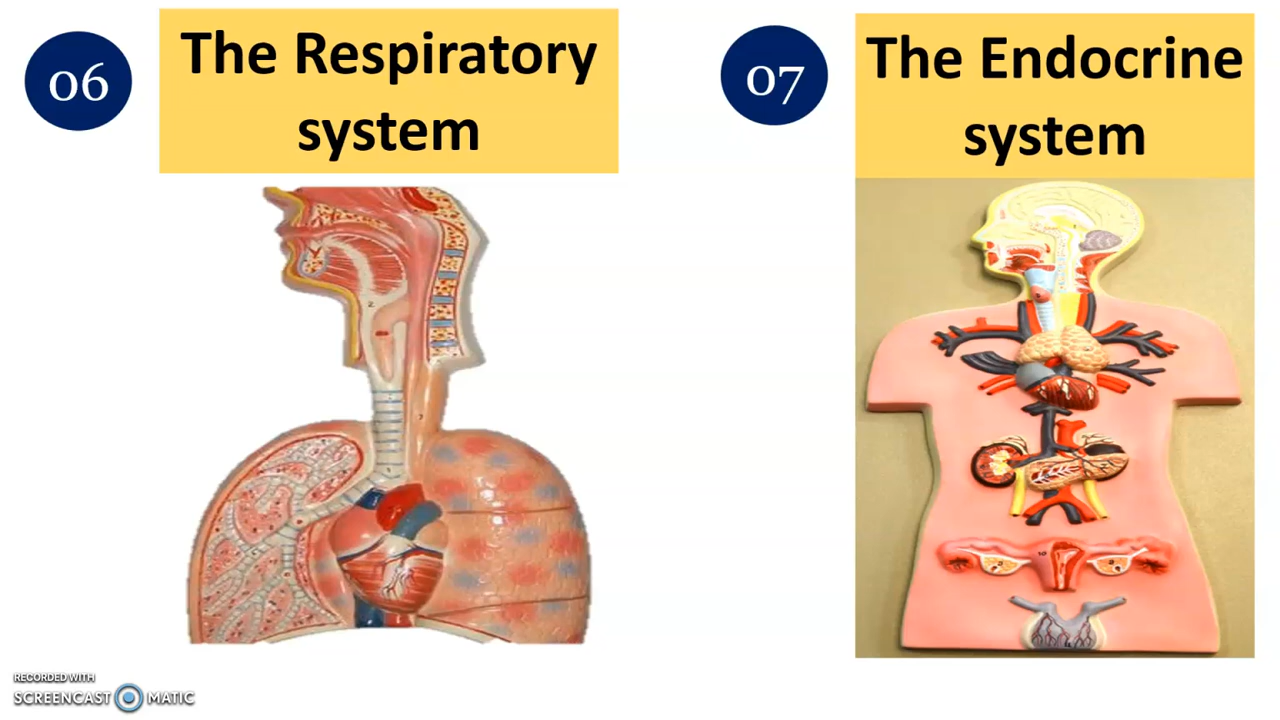 06
The Respiratory
system
07
The Endocrine
system
RECORDED WITH
SCREENCAST MATIC